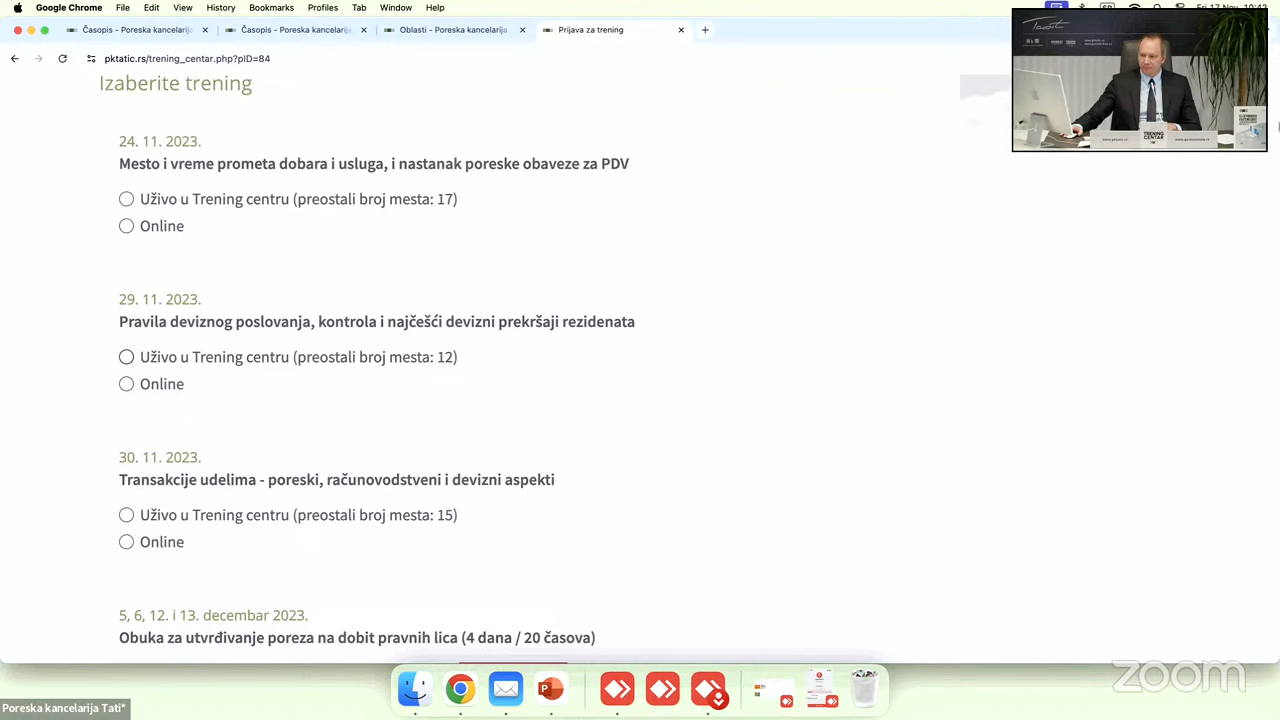 Google Chrome File Edit View History Bookmarks Profiles Tab Window Help
Časopis - Poreska kancelarija
Časopis - Poreska kancelarij
Oblasti - Poreska kancelarija
Prijava za trening
pktatic.rs/trening_centar.php?pID=84
Izaberite trening
24. 11. 2023.
Mesto i vreme prometa dobara i usluga, i nastanak poreske obaveze za PDV
Uživo u Trening centru (preostali broj mesta: 17)
Online
29. 11. 2023.
Pravila deviznog poslovanja, kontrola i najčešći devizni prekršaji rezidenata
Uživo u Trening centru (preostali broj mesta: 12)
Online
30. 11. 2023.
Transakcije udelima - poreski, računovodstveni i devizni aspekti
Uživo u Trening centru (preostali broj mesta: 15)
Online
5, 6, 12. i 13. decembar 2023.
Obuka za utvrđivanje poreza na dobit pravnih lica (4 dana / 20 časova)
TRENING
CENTAR
zoom
Poreska kancelarija Tati*